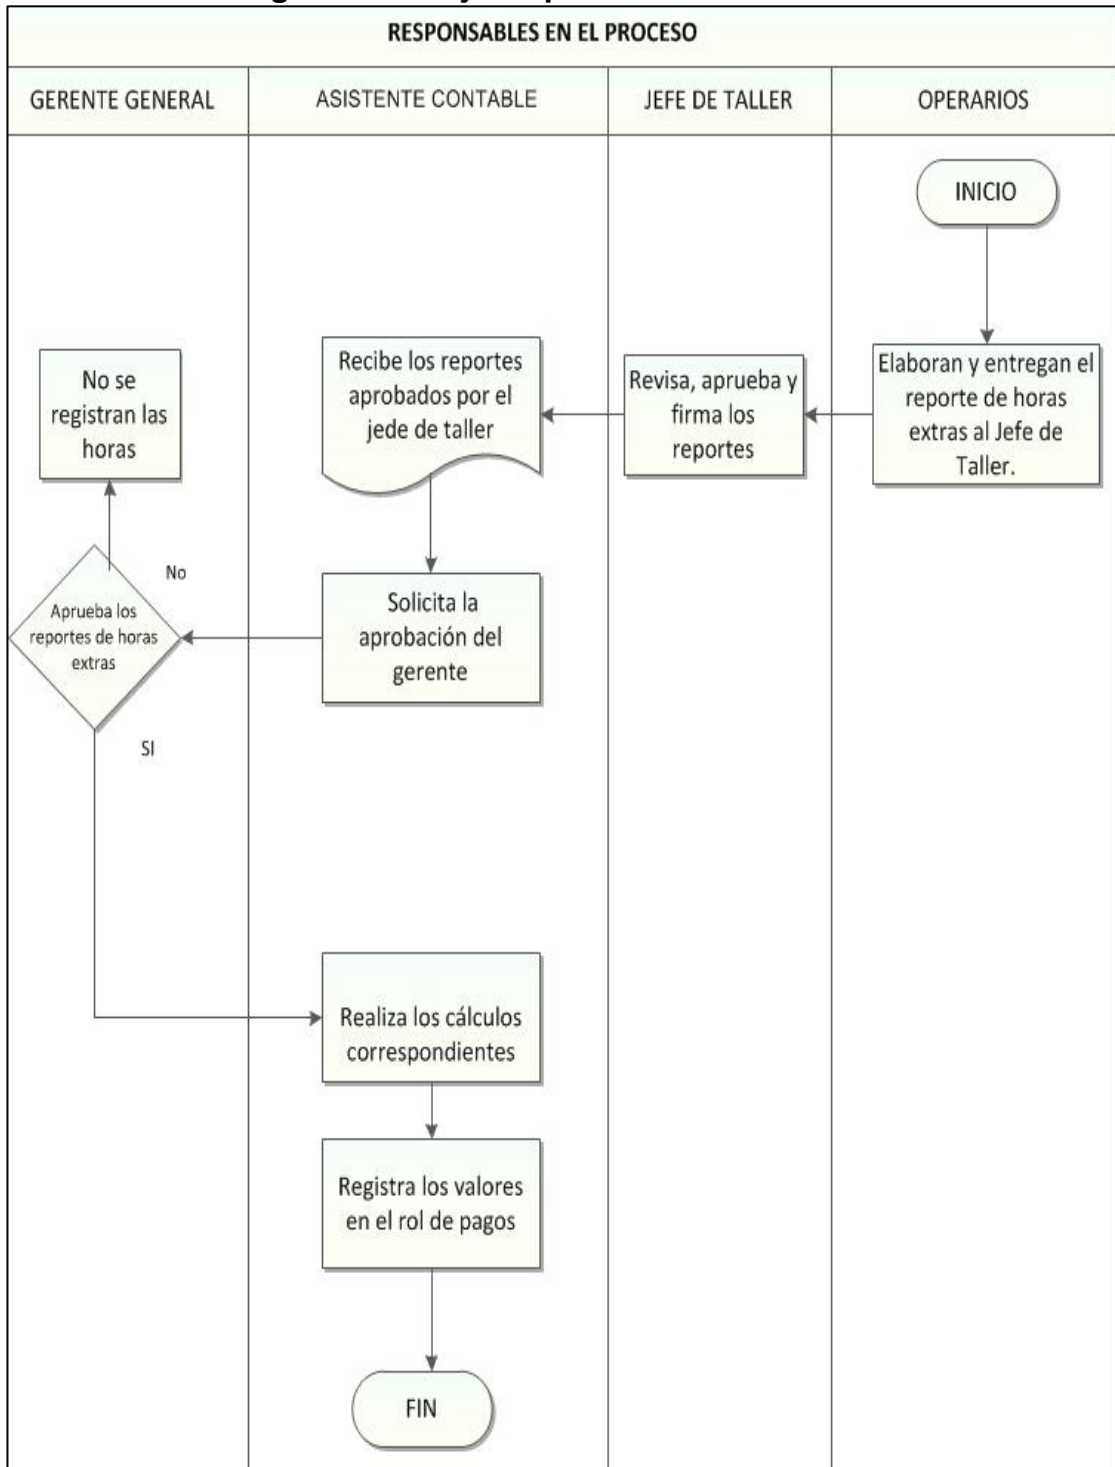 RESPONSABLES EN EL PROCESO
GERENTE GENERAL
ASISTENTE CONTABLE
JEFE DE TALLER
OPERARIOS
INICIO
Elaboran y entregan el
reporte de horas
extras al Jefe de
Taller.
Revisa, aprueba y
firma los
reportes
Recibe los reportes
aprobados por el
jede de taller
Solicita la
aprobación del
gerente
Aprueba los
reportes de horas
extras
No
No se
registran las
horas
SI
Realiza los cálculos
correspondientes
Registra los valores
en el rol de pagos
FIN